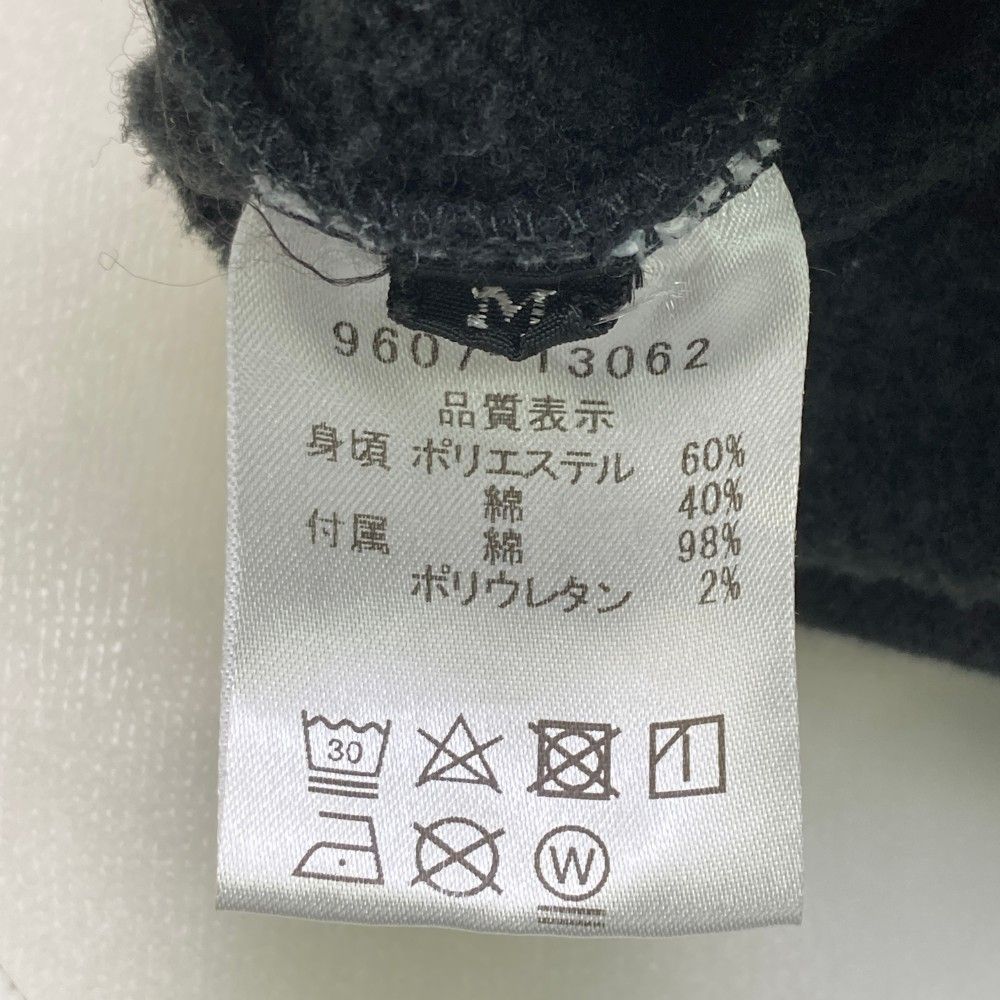 M
9607 13062
品質表示
身頃 ポリエステル 60%
綿 40%
付属 綿 98%
ポリウレタン 2%
30
W